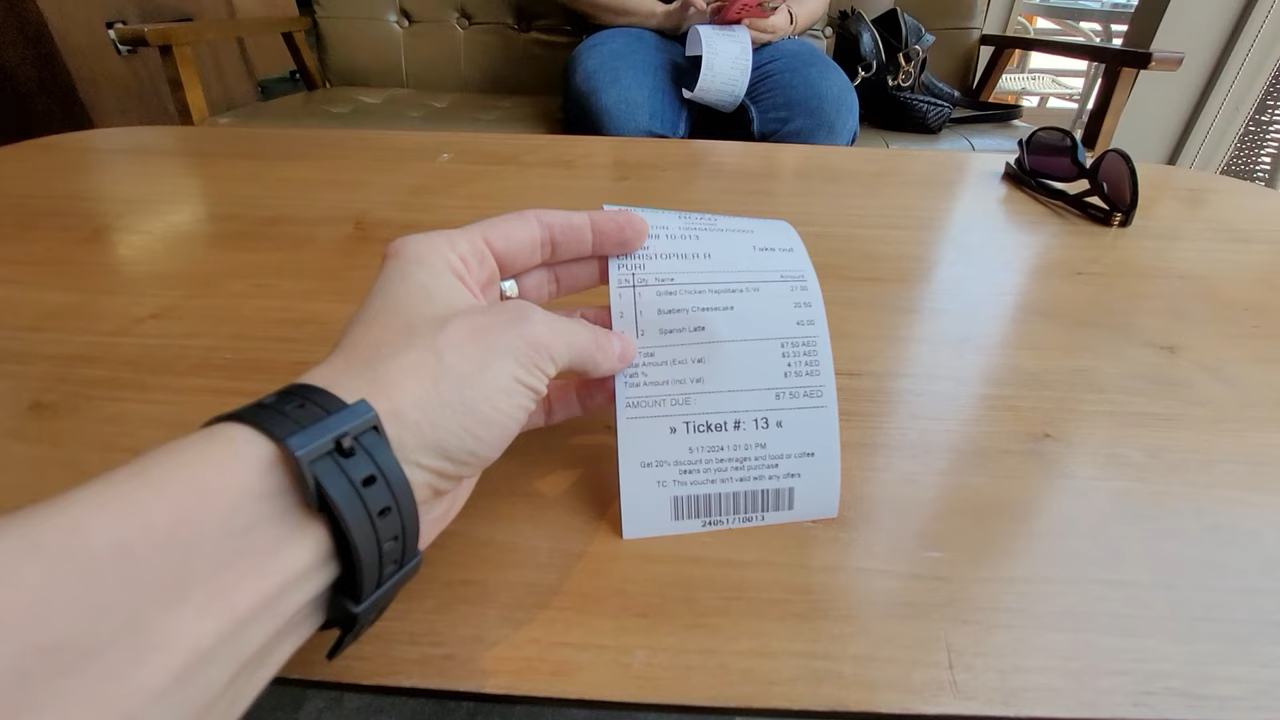 ROAD
10-013
Take out
CHRISTOPHER R
PURI
S.N Qty Name Amount
1 1 Grilled Chicken Napolitana S/W 27.00
2 1 Blueberry Cheesecake 20.50
2 Spanish Latte 40.00
Total 87.50 AED
Amount (Excl. Vat) 83.33 AED
Vat5 % 4.17 AED
Total Amount (Incl. Vat) 87.50 AED
AMOUNT DUE : 87.50 AED
» Ticket #: 13 «
5/17/2024 1:01:01 PM
Get 20% discount on beverages and food or coffee
beans on your next purchase
TC: This voucher isn't valid with any offers
24051710013